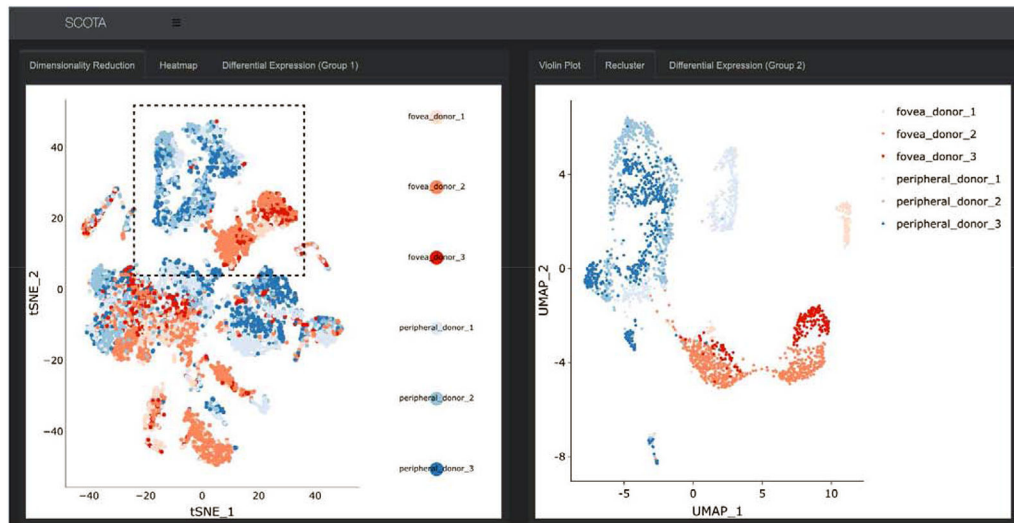 SCOTA
Dimensionality Reduction Heatmap Differential Expression (Group 1)
Violin Plot Recluster Differential Expression (Group 2)
40
20
0
−20
−40
tSNE_2
−40 −20 0 20 40
tSNE_1
fovea_donor_1
fovea_donor_2
fovea_donor_3
peripheral_donor_1
peripheral_donor_2
peripheral_donor_3
4
0
-4
-8
UMAP_2
-5 0 5 10
UMAP_1
fovea_donor_1
fovea_donor_2
fovea_donor_3
peripheral_donor_1
peripheral_donor_2
peripheral_donor_3